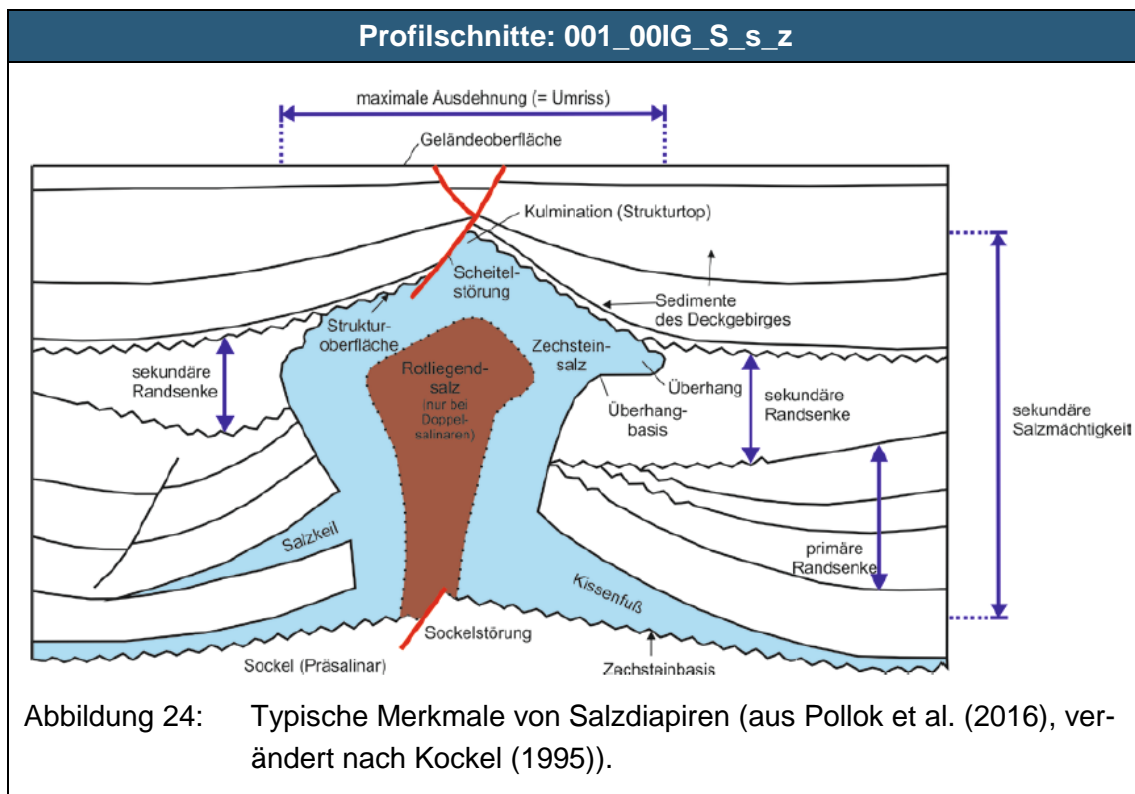 Profilschnitte: 001_00IG_S_s_z
maximale Ausdehnung (= Umriss)
Geländeoberfläche
Kulmination (Strukturtop)
Scheitel-
störung
Sedimente
des Deckgebirges
Struktur-
oberfläche
Zechstein-
salz
sekundäre
Randsenke
Rotliegend-
salz
(nur bei
Doppel-
salinaren)
Überhang
Überhang-
basis
sekundäre
Randsenke
sekundäre
Salzmächtigkeit
Salzkeil
primäre
Randsenke
Kissenfuß
Sockelstörung
Sockel (Präsalinar)
Zechsteinbasis
Abbildung 24: Typische Merkmale von Salzdiapiren (aus Pollok et al. (2016), ver-
ändert nach Kockel (1995)).